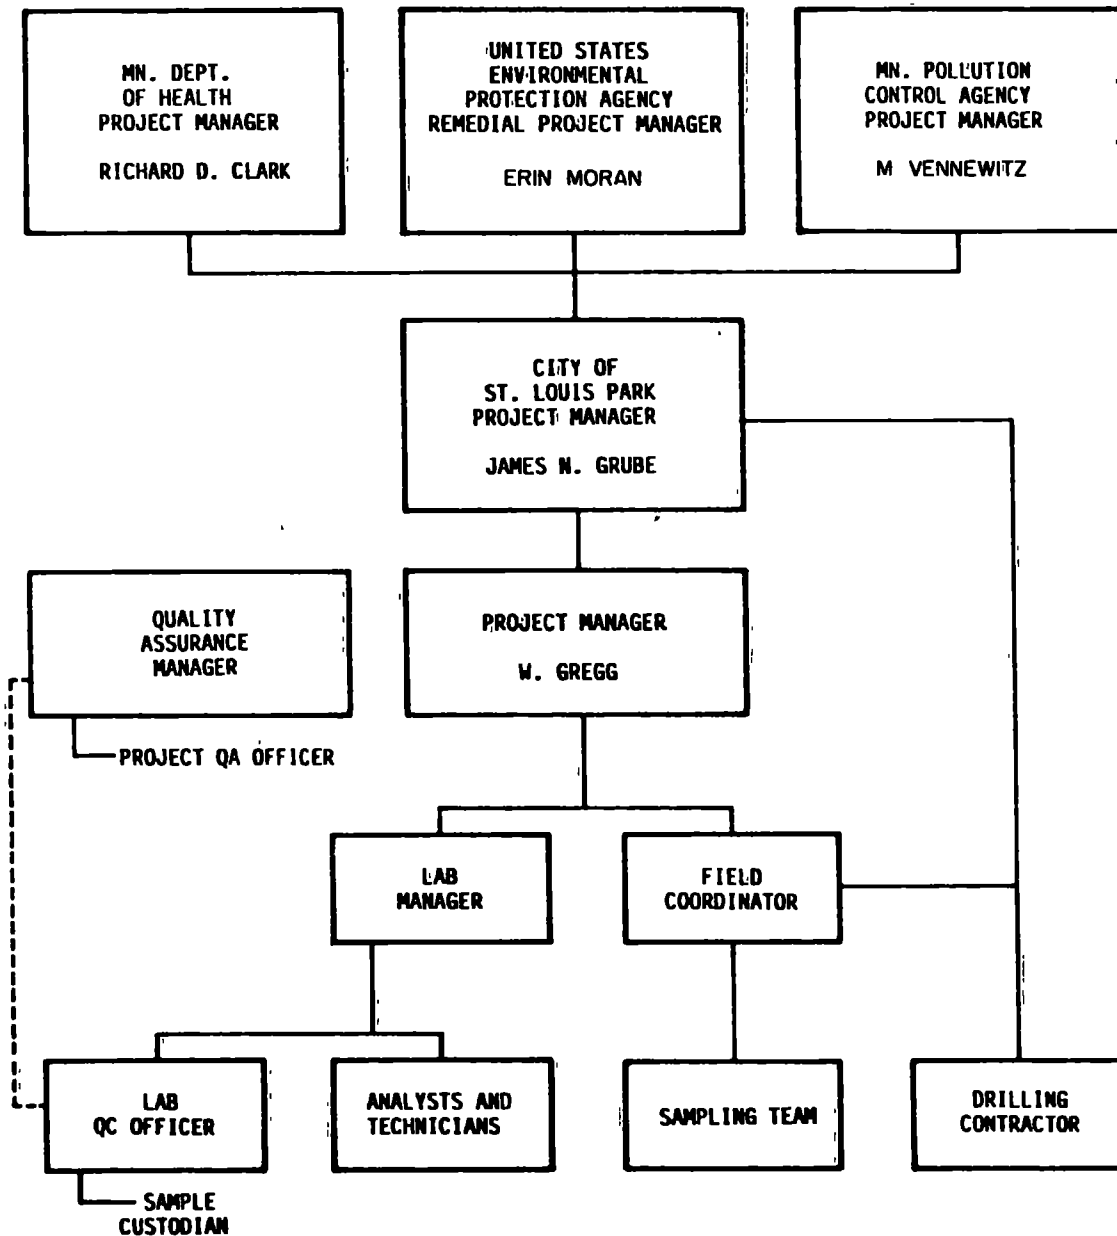 MN. DEPT.
OF HEALTH
PROJECT MANAGER
RICHARD D. CLARK
UNITED STATES
ENVIRONMENTAL
PROTECTION AGENCY
REMEDIAL PROJECT MANAGER
ERIN MORAN
MN. POLLUTION
CONTROL AGENCY
PROJECT MANAGER
M VENNEWITZ
CITY OF
ST. LOUIS PARK
PROJECT MANAGER
JAMES N. GRUBE
QUALITY
ASSURANCE
MANAGER
PROJECT QA OFFICER
PROJECT MANAGER
W. GREGG
LAB
MANAGER
FIELD
COORDINATOR
LAB
QC OFFICER
SAMPLE
CUSTODIAN
ANALYSTS AND
TECHNICIANS
SAMPLING TEAM
DRILLING
CONTRACTOR